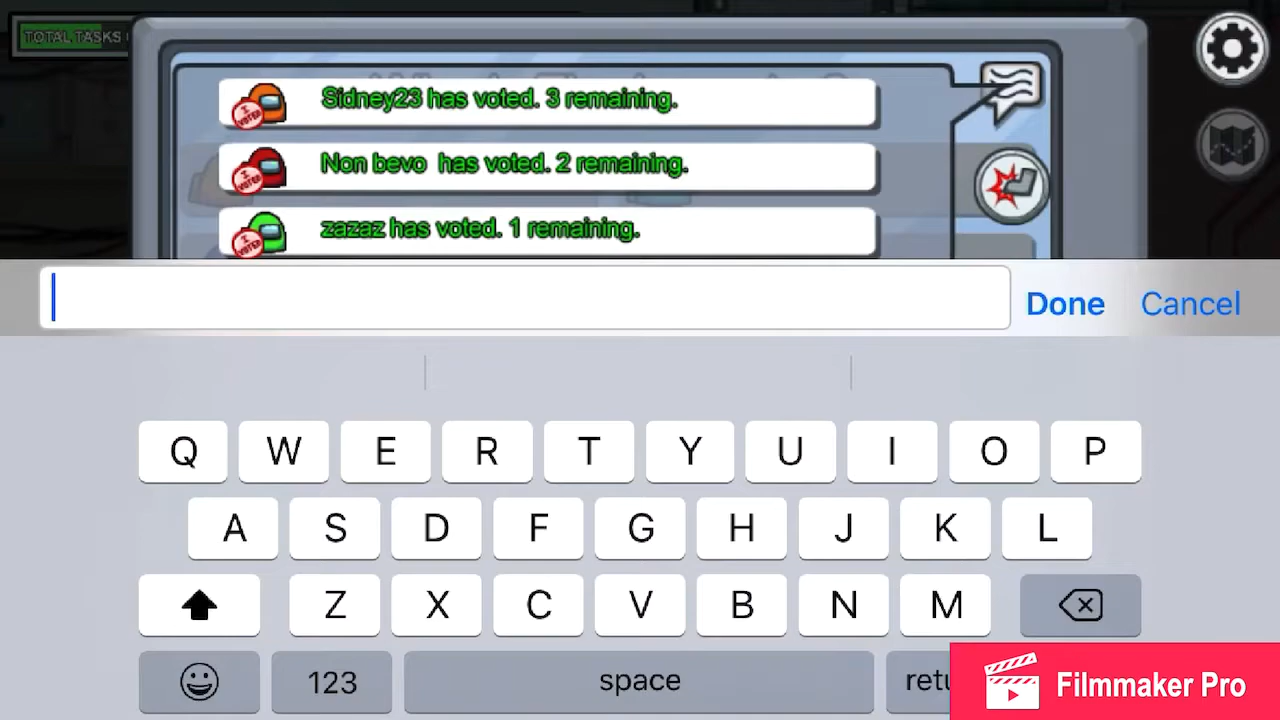 TOTAL TASKS
Sidney23 has voted. 3 remaining.
Non bevo has voted. 2 remaining.
zazaz has voted. 1 remaining.
Done Cancel
Q W E R T Y U I O P
A S D F G H J K L
Z X C V B N M
123 space retu
Filmmaker Pro